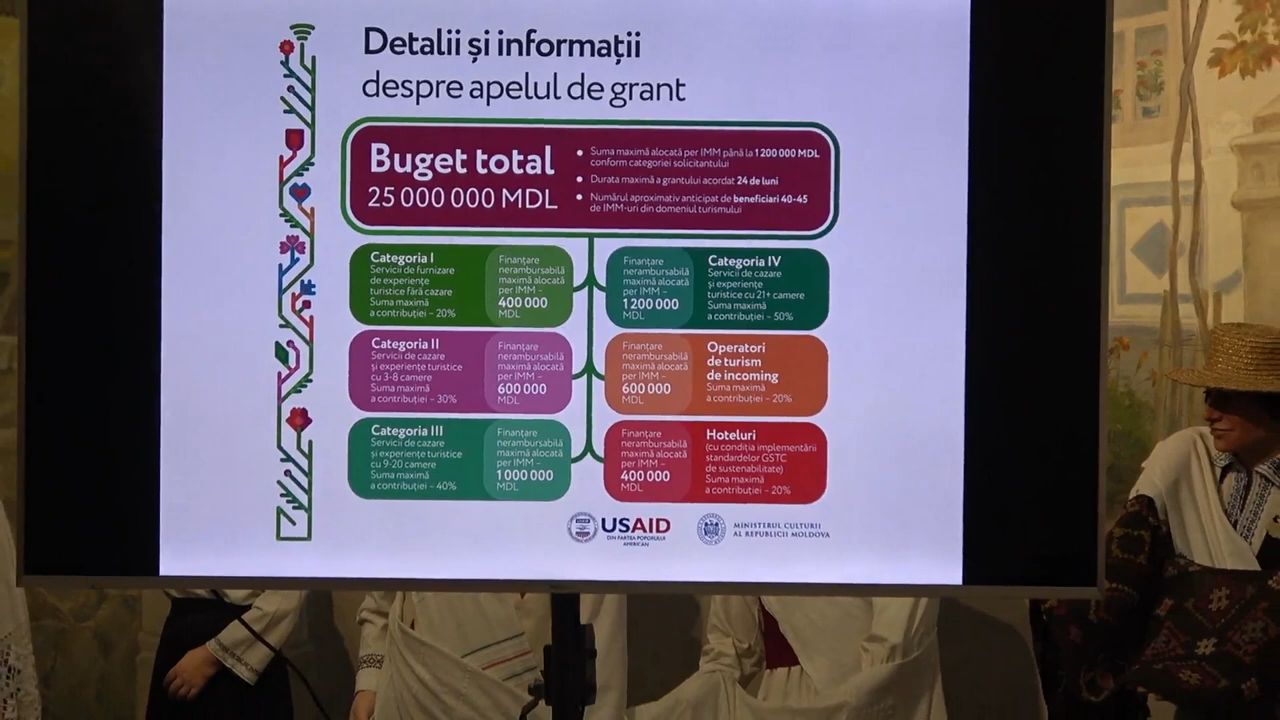 Detalii și informații
despre apelul de grant
Buget total
25 000 000 MDL
Suma maximă alocată per IMM până la 1 200 000 MDL
conform categoriei solicitantului
Durata maximă a grantului acordat 24 de luni
Numărul aproximativ anticipat de beneficiari 40-45
de IMM-uri din domeniul turismului
Categoria I
Servicii de furnizare
de experiențe
turistice fără cazare
Suma maximă
a contribuției – 20%
Finanțare
nerambursabilă
maximă alocată
per IMM –
400 000
MDL
Finanțare
nerambursabilă
maximă alocată
per IMM –
1 200 000
MDL
Categoria IV
Servicii de cazare
și experiențe
turistice cu 21+ camere
Suma maximă
a contribuției – 50%
Categoria II
Servicii de cazare
și experiențe turistice
cu 3-8 camere
Suma maximă
a contribuției – 30%
Finanțare
nerambursabilă
maximă alocată
per IMM –
600 000
MDL
Finanțare
nerambursabilă
maximă alocată
per IMM –
600 000
MDL
Operatori
de turism
de incoming
Suma maximă
a contribuției – 20%
Categoria III
Servicii de cazare
și experiențe turistice
cu 9-20 camere
Suma maximă
a contribuției – 40%
Finanțare
nerambursabilă
maximă alocată
per IMM –
1 000 000
MDL
Finanțare
nerambursabilă
maximă alocată
per IMM –
400 000
MDL
Hoteluri
(cu condiția implementării
standardelor GSTC
de sustenabilitate)
Suma maximă
a contribuției – 20%
USAID
DIN PARTEA POPORULUI
AMERICAN
MINISTERUL CULTURII
AL REPUBLICII MOLDOVA